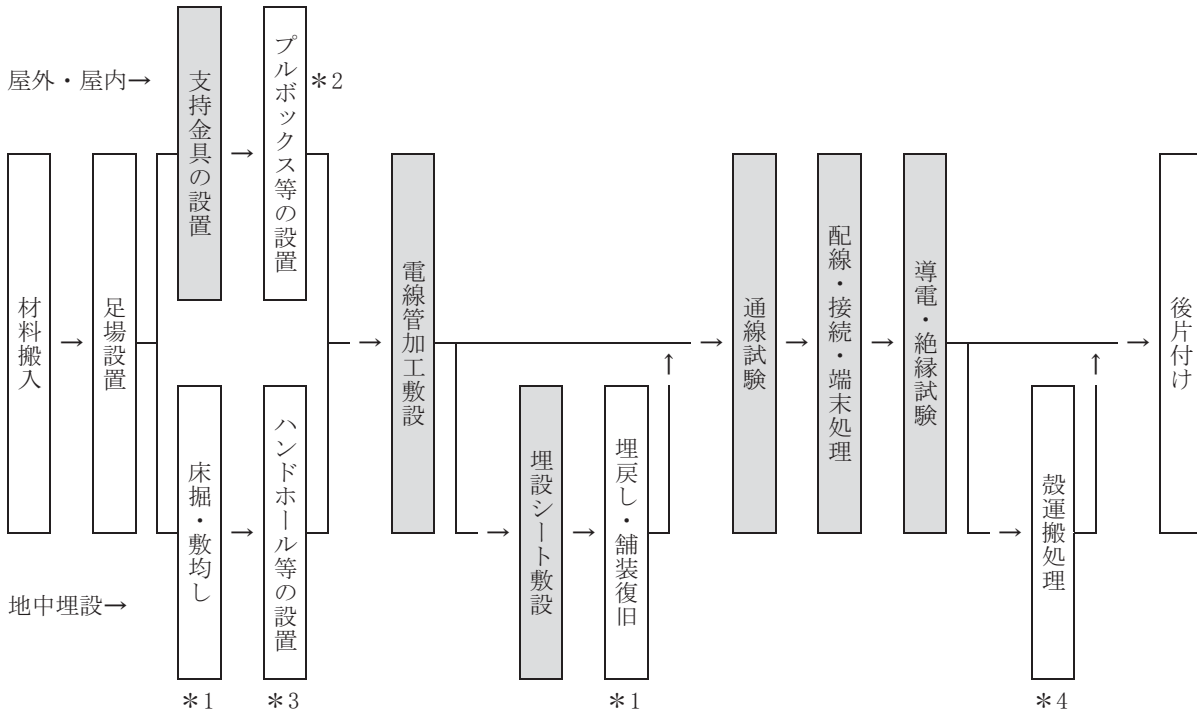 屋外・屋内→
支持金具の設置
→
プルボックス等の設置
＊2
材料搬入
→
足場設置
床掘・敷均し
→
ハンドホール等の設置
地中埋設→
＊1
＊3
→
電線管加工敷設
→
埋設シート敷設
→
埋戻し・舗装復旧
＊1
↑
→
通線試験
→
配線・接続・端末処理
→
導電・絶縁試験
→
殻運搬処理
＊4
↑
→
後片付け